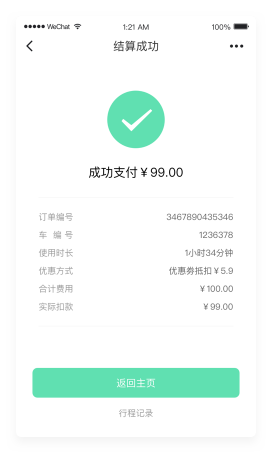 WeChat 1:21 AM 100%
结算成功
成功支付¥99.00
订单编号 3467890435346
车 编 号 1236378
使用时长 1小时34分钟
优惠方式 优惠券抵扣¥5.9
合计费用 ¥100.00
实际扣款 ¥99.00
返回主页
行程记录